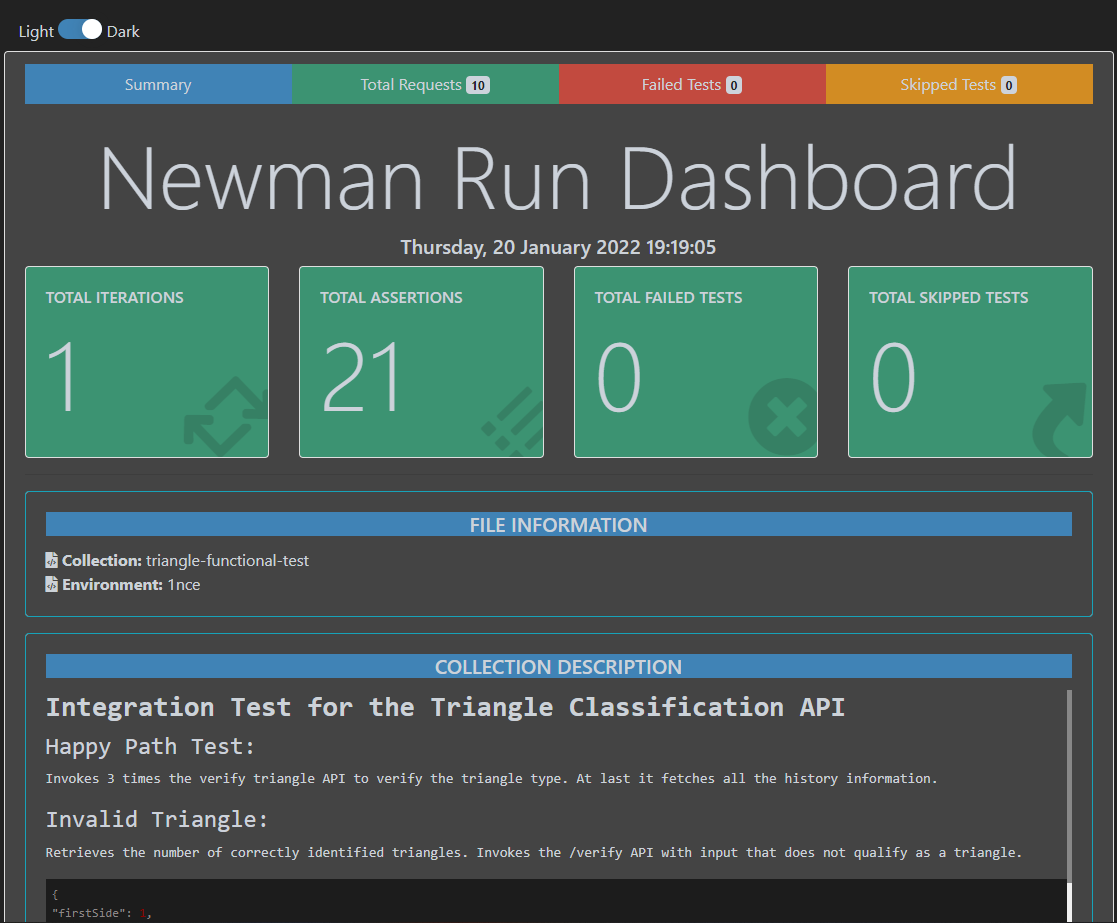 Light Dark
Summary Total Requests 10 Failed Tests 0 Skipped Tests 0
Newman Run Dashboard
Thursday, 20 January 2022 19:19:05
TOTAL ITERATIONS TOTAL ASSERTIONS TOTAL FAILED TESTS TOTAL SKIPPED TESTS
1 21 0 0
FILE INFORMATION
Collection: triangle-functional-test
Environment: 1nce
COLLECTION DESCRIPTION
Integration Test for the Triangle Classification API
Happy Path Test:
Invokes 3 times the verify triangle API to verify the triangle type. At last it fetches all the history information.
Invalid Triangle:
Retrieves the number of correctly identified triangles. Invokes the /verify API with input that does not qualify as a triangle.
{
"firstSide": 1,